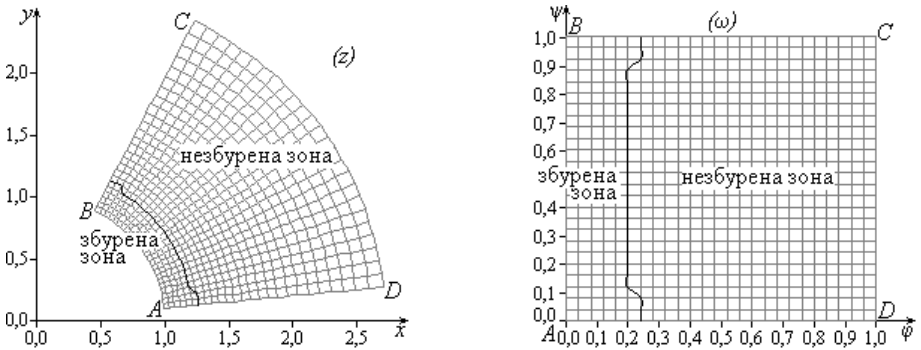 y
C
2,0
(z)
1,5
незбурена зона
1,0
B
збурена
зона
0,5
A
D
0,0
0,0 0,5 1,0 1,5 2,0 2,5 x
ψ
B
(ω)
C
1,0
0,9
0,8
0,7
0,6
збурена
зона
незбурена зона
0,4
0,3
0,2
0,1
0,0
A
D
0,0 0,1 0,2 0,3 0,4 0,5 0,6 0,7 0,8 0,9 1,0 φ